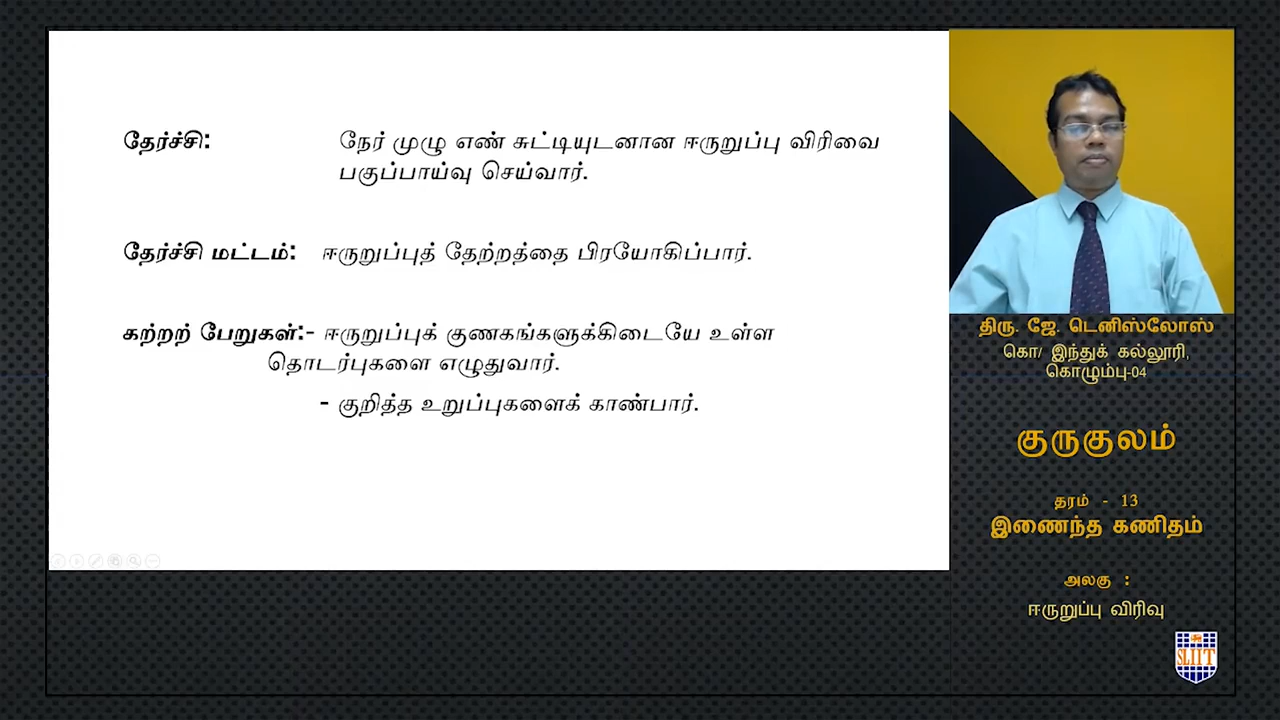 தேர்ச்சி: நேர் முழு எண் சுட்டியுடனான ஈருறுப்பு விரிவை
பகுப்பாய்வு செய்வார்.
தேர்ச்சி மட்டம்: ஈருறுப்புத் தேற்றத்தை பிரயோகிப்பார்.
கற்றற் பேறுகள்:- ஈருறுப்புக் குணகங்களுக்கிடையே உள்ள
தொடர்புகளை எழுதுவார்.
- குறித்த உறுப்புகளைக் காண்பார்.
திரு. ஜே. டெனிஸ்லோஸ்
கொ/ இந்துக் கல்லூரி,
கொழும்பு-04
குருகுலம்
தரம் - 13
இணைந்த கணிதம்
அலகு :
ஈருறுப்பு விரிவு
SLIIT